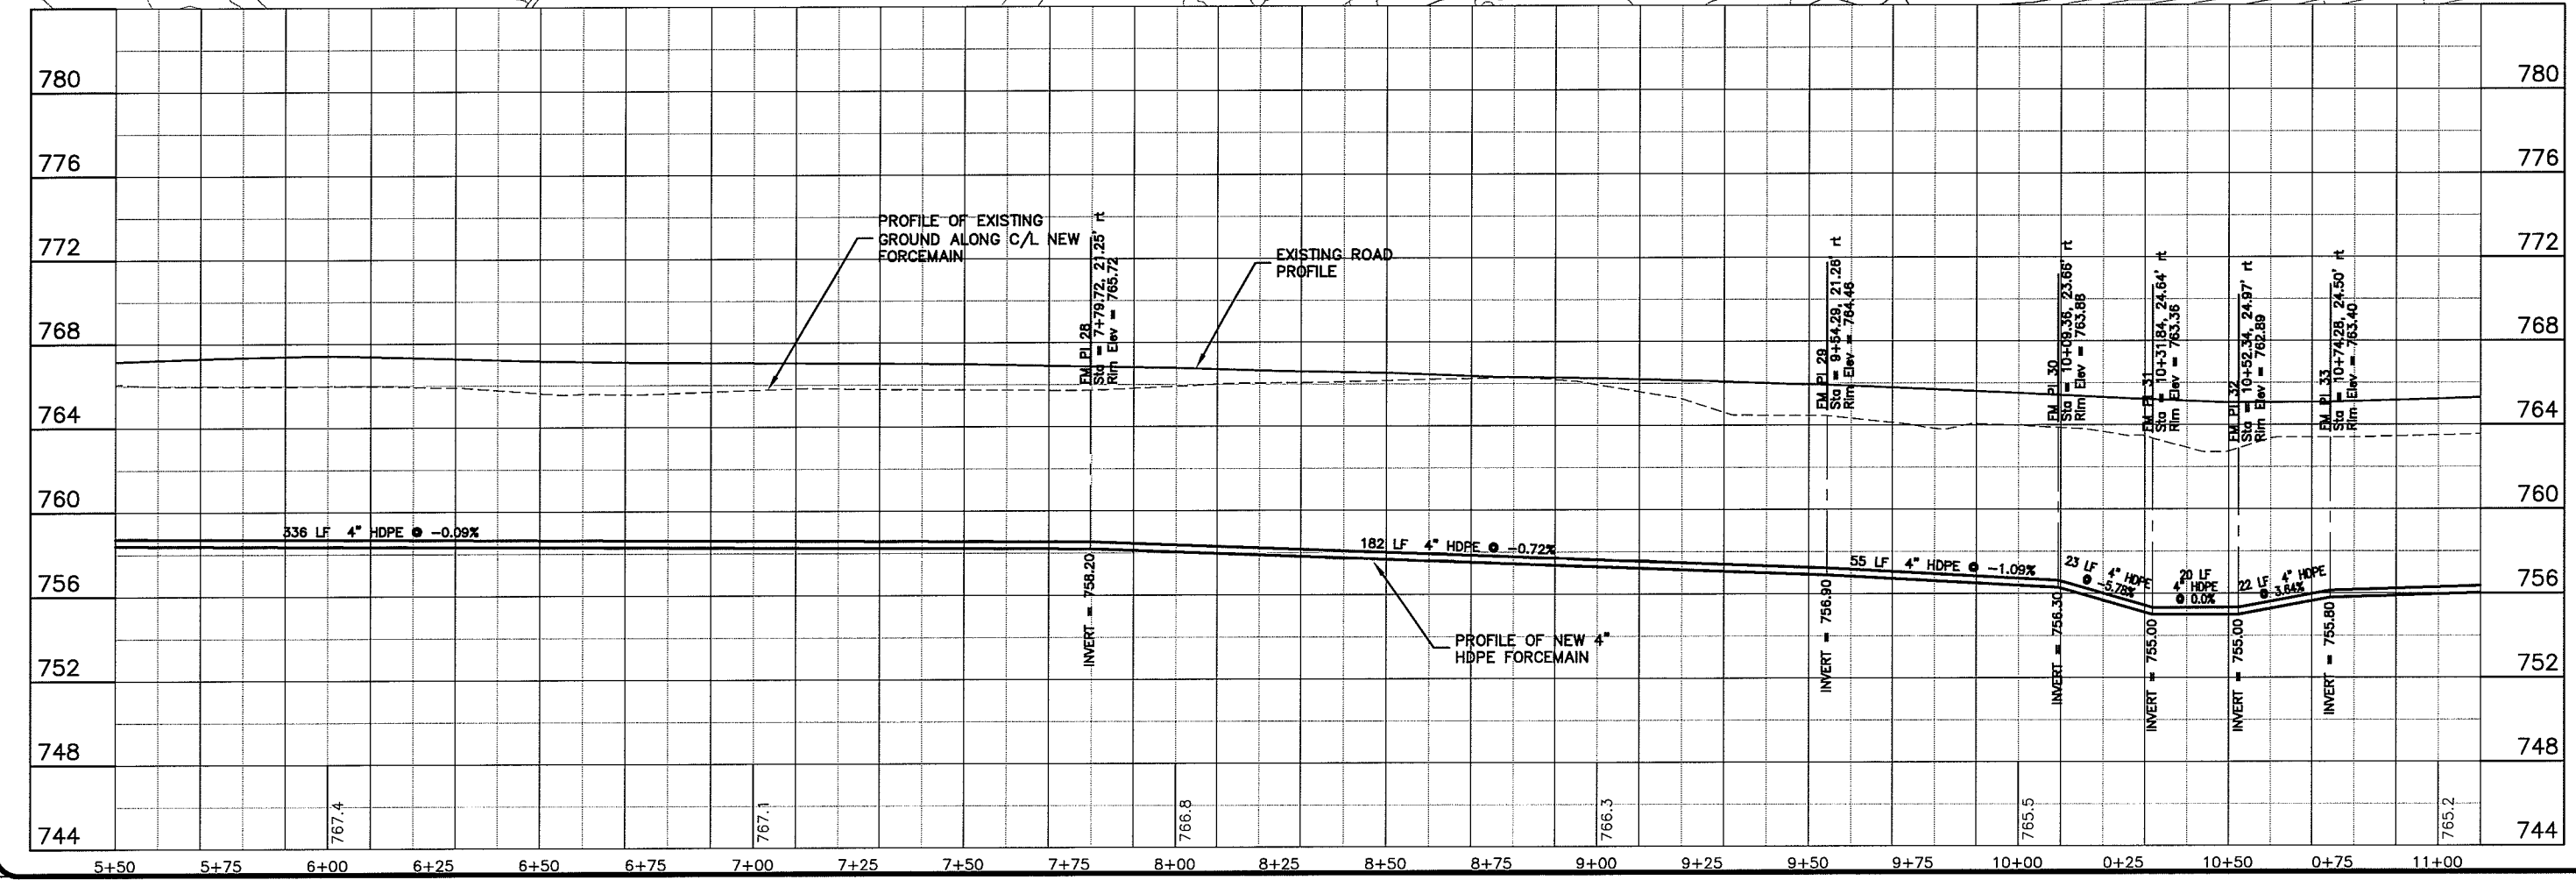 780
776
772
768
764
760
756
752
748
744
PROFILE OF EXISTING
GROUND ALONG C/L NEW
FORCEMAIN
EXISTING ROAD
PROFILE
FM PI 28
Sta = 7+79.72, 21.25' rt
Rim Elev = 765.72
FM PI 29
Sta = 9+54.29, 21.26' rt
Rim Elev = 764.46
FM PI 30
Sta = 10+09.36, 23.66' rt
Rim Elev = 763.88
FM PI 31
Sta = 10+31.84, 24.64' rt
Rim Elev = 763.36
FM PI 32
Sta = 10+52.34, 24.97' rt
Rim Elev = 762.89
FM PI 33
Sta = 10+74.28, 24.50' rt
Rim Elev = 763.40
780
776
772
768
764
760
756
752
748
744
336 LF 4" HDPE @ -0.09%
182 LF 4" HDPE @ -0.72%
55 LF 4" HDPE @ -1.09%
23 LF 4" HDPE
@ -5.78%
20 LF
4" HDPE
@ 0.0%
22 LF 4" HDPE
@ 3.64%
PROFILE OF NEW 4"
HDPE FORCEMAIN
INVERT = 758.20
INVERT = 756.90
INVERT = 756.30
INVERT = 755.00
INVERT = 755.00
INVERT = 755.80
767.4
767.1
766.8
766.3
765.5
765.2
5+50 5+75 6+00 6+25 6+50 6+75 7+00 7+25 7+50 7+75 8+00 8+25 8+50 8+75 9+00 9+25 9+50 9+75 10+00 0+25 10+50 0+75 11+00